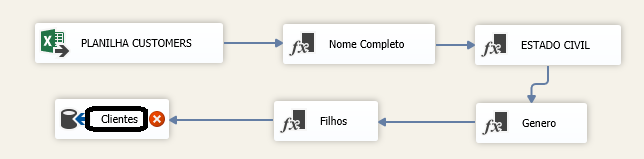 PLANILHA CUSTOMERS
Nome Completo
ESTADO CIVIL
Genero
Filhos
Clientes